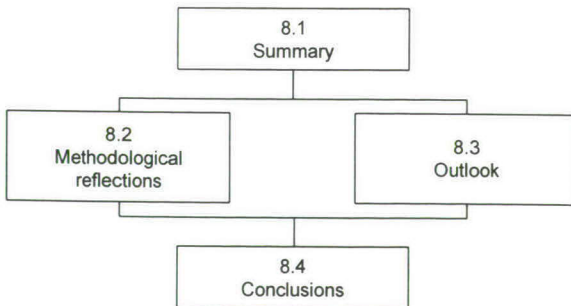 8.1
Summary
8.2
Methodological
reflections
8.3
Outlook
8.4
Conclusions